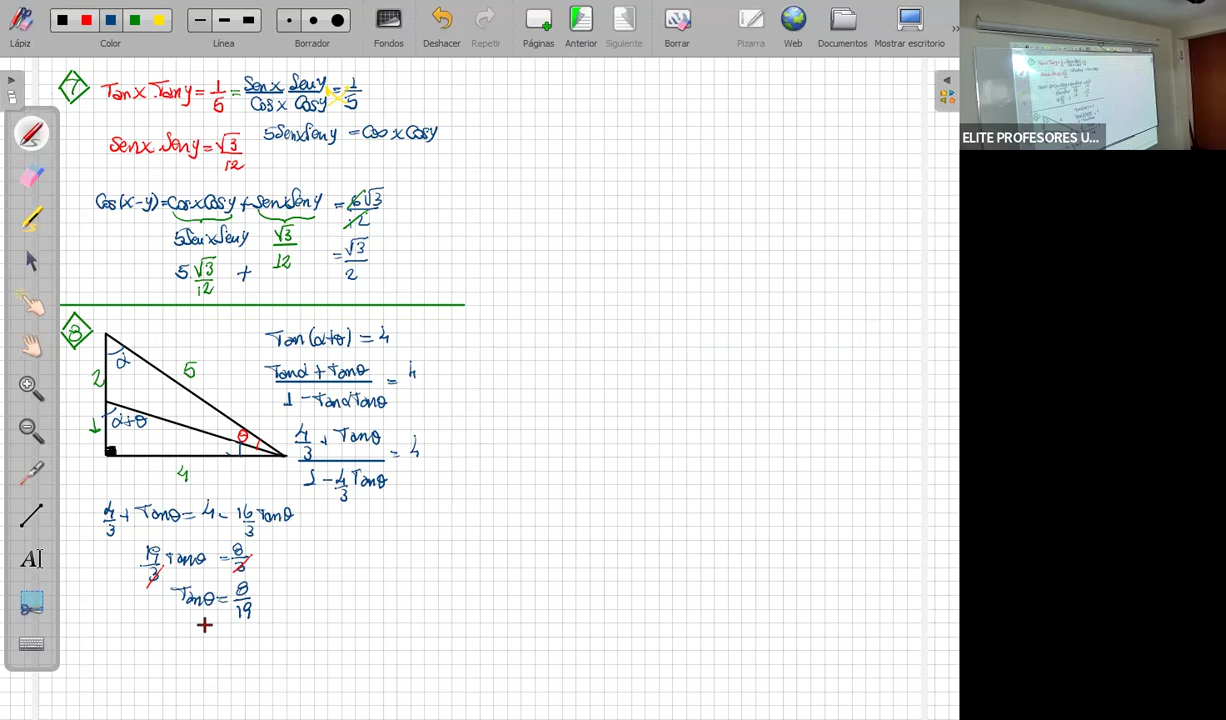 Lápiz
Color
Línea
Borrador
Fondos
Deshacer
Repetir
Páginas
Anterior
Siguiente
Borrar
Pizarra
Web
Documentos
Mostrar escritorio
»
ELITE PROFESORES U...
7
Tanx Tany = 1/5 = Senx Seny / Cosx Cosy = 1/5
5SenxSeny = CosxCosy
Senx Seny = √3/12
Cos(x-y) = CosxCosy + SenxSeny = 6√3/12
5SenxSeny √3/12
5·√3/12 +
= √3/2
8
α
2
5
α+θ
1
θ
4
Tan(α+θ) = 4
Tanα + Tanθ / 1 - TanαTanθ = 4
4/3 + Tanθ / 1 - 4/3 Tanθ = 4
4/3 + Tanθ = 4 - 16/3 Tanθ
19/3 Tanθ = 8/3
Tanθ = 8/19
AI